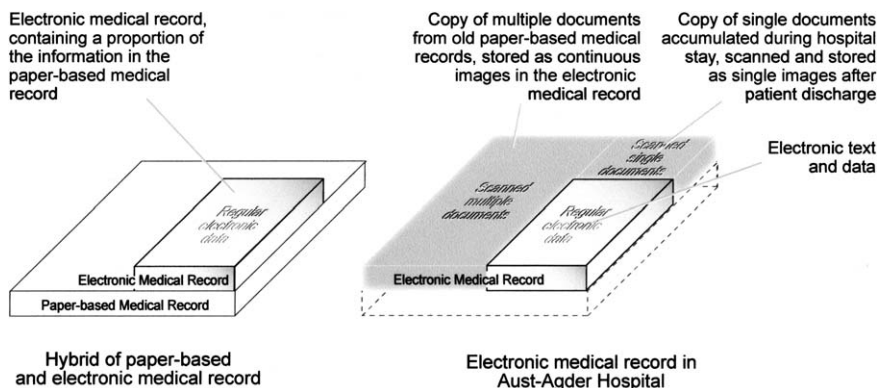 Electronic medical record,
containing a proportion of
the information in the
paper-based medical
record
Copy of multiple documents
from old paper-based medical
records, stored as continuous
images in the electronic
medical record
Copy of single documents
accumulated during hospital
stay, scanned and stored
as single images after
patient discharge
Electronic text
and data
Regular
electronic
data
Electronic Medical Record
Paper-based Medical Record
Scanned
multiple
documents
Scanned
single
documents
Regular
electronic
data
Electronic Medical Record
Hybrid of paper-based
and electronic medical record
Electronic medical record in
Aust-Agder Hospital